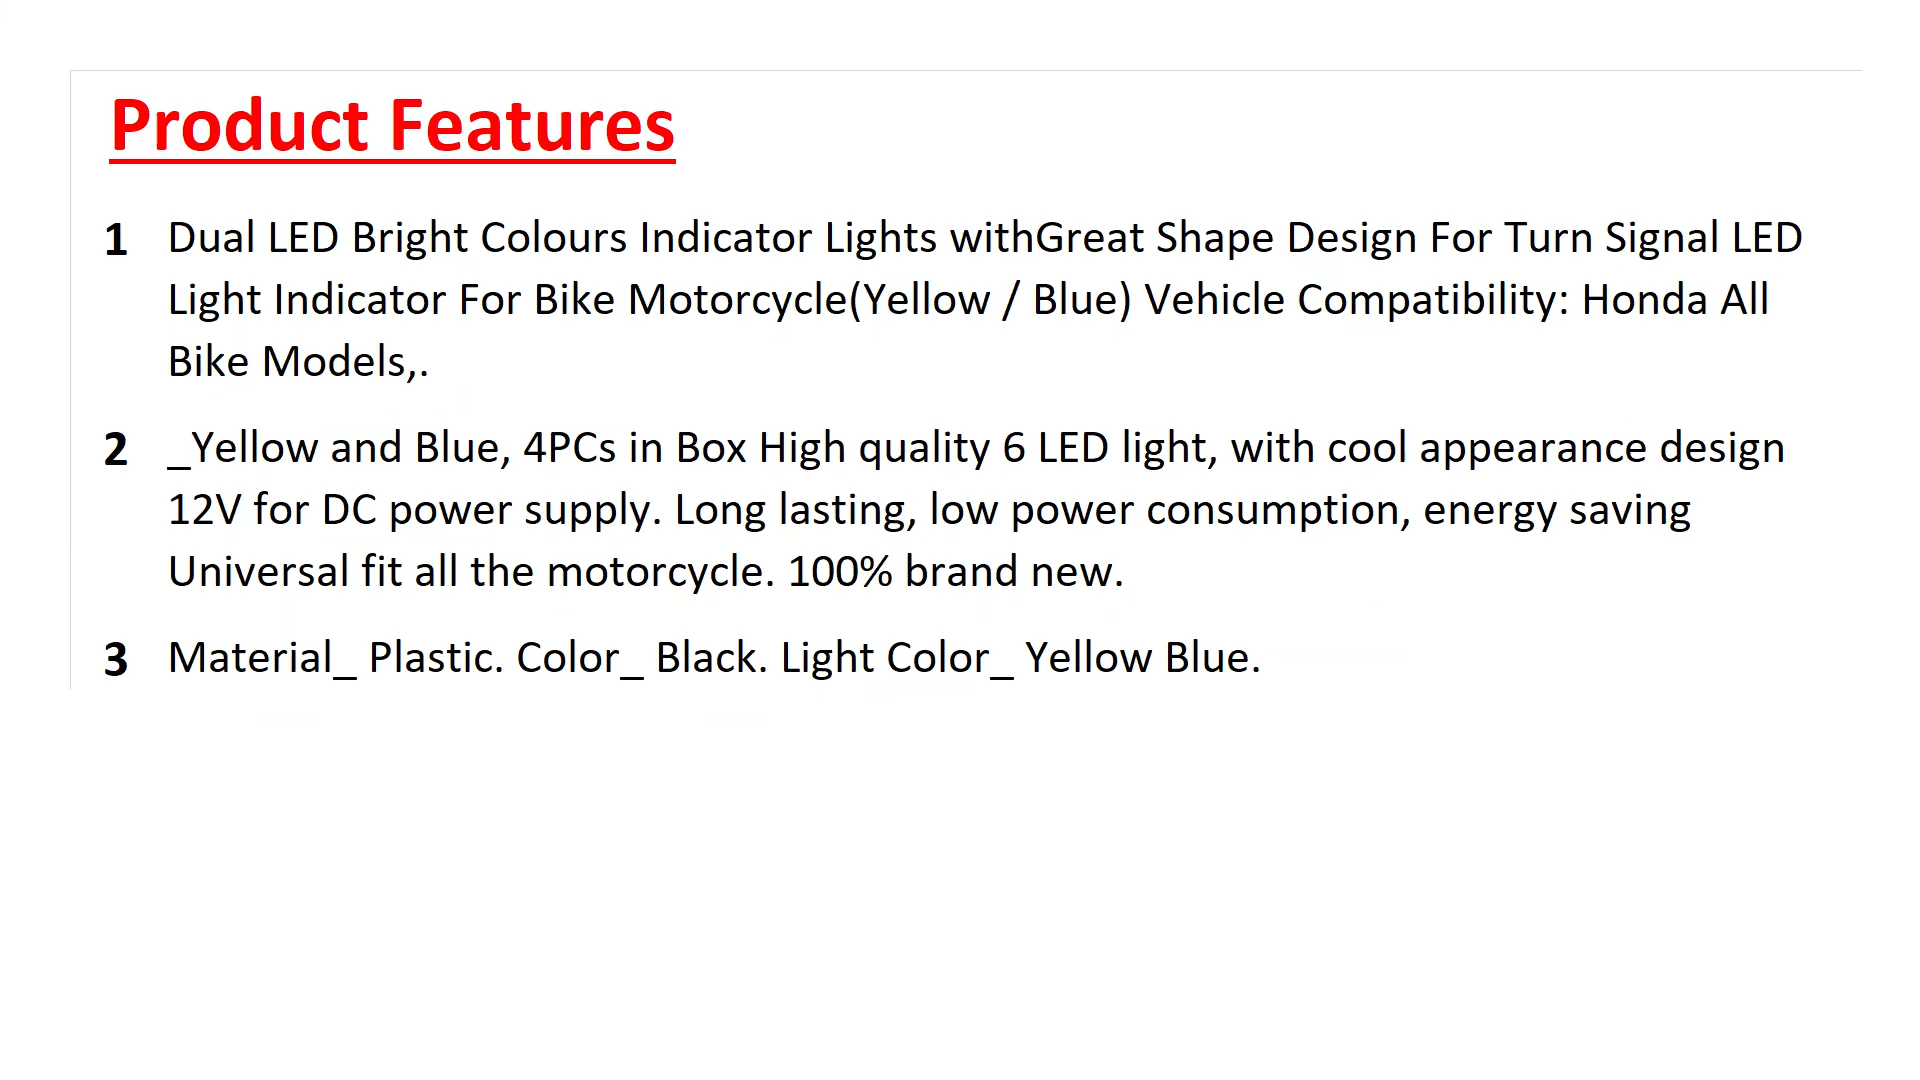 Product Features
1 Dual LED Bright Colours Indicator Lights withGreat Shape Design For Turn Signal LED
Light Indicator For Bike Motorcycle(Yellow / Blue) Vehicle Compatibility: Honda All
Bike Models,.
2 _Yellow and Blue, 4PCs in Box High quality 6 LED light, with cool appearance design
12V for DC power supply. Long lasting, low power consumption, energy saving
Universal fit all the motorcycle. 100% brand new.
3 Material_ Plastic. Color_ Black. Light Color_ Yellow Blue.